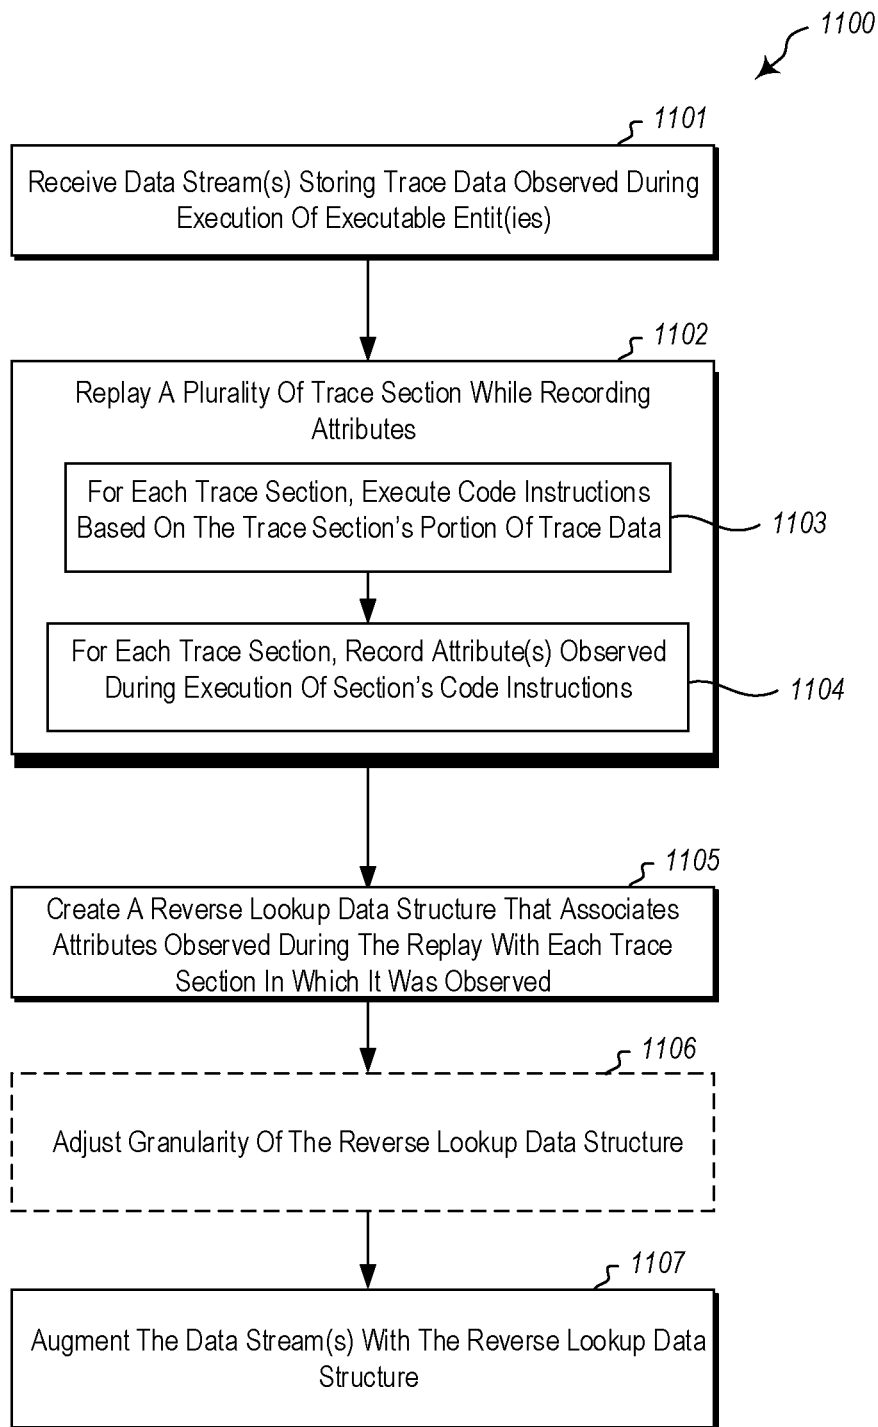 1100
1101
Receive Data Stream(s) Storing Trace Data Observed During
Execution Of Executable Entit(ies)
1102
Replay A Plurality Of Trace Section While Recording
Attributes
For Each Trace Section, Execute Code Instructions
Based On The Trace Section's Portion Of Trace Data
1103
For Each Trace Section, Record Attribute(s) Observed
During Execution Of Section's Code Instructions
1104
1105
Create A Reverse Lookup Data Structure That Associates
Attributes Observed During The Replay With Each Trace
Section In Which It Was Observed
1106
Adjust Granularity Of The Reverse Lookup Data Structure
1107
Augment The Data Stream(s) With The Reverse Lookup Data
Structure